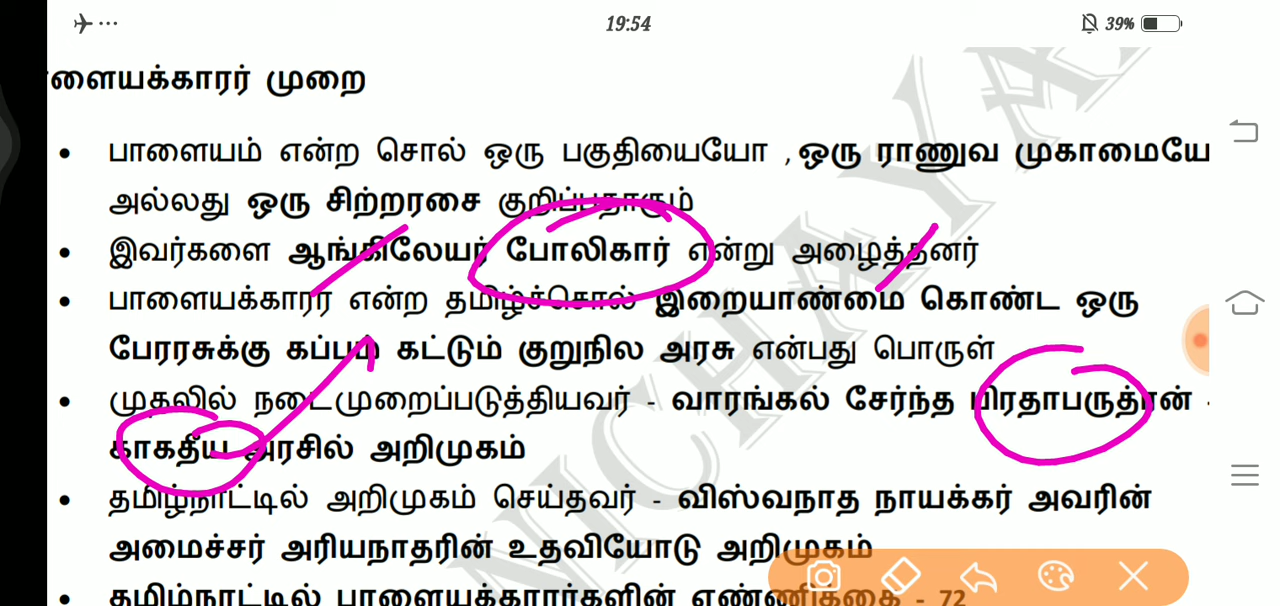 19:54
39%
ளையக்காரர் முறை
• பாளையம் என்ற சொல் ஒரு பகுதியையோ , ஒரு ராணுவ முகாமையே
அல்லது ஒரு சிற்றரசை குறிப்பதாகும்
• இவர்களை ஆங்கிலேயர் போலிகார் என்று அழைத்தனர்
• பாளையக்காரர் என்ற தமிழ்ச்சொல் இறையாண்மை கொண்ட ஒரு
பேரரசுக்கு கப்பம் கட்டும் குறுநில அரசு என்பது பொருள்
• முதலில் நடைமுறைப்படுத்தியவர் - வாரங்கல் சேர்ந்த பிரதாபருத்ரன் -
காகதீய அரசில் அறிமுகம்
• தமிழ்நாட்டில் அறிமுகம் செய்தவர் - விஸ்வநாத நாயக்கர் அவரின்
அமைச்சர் அரியநாதரின் உதவியோடு அறிமுகம்
• தமிழ்நாட்டில் பாளையக்காரர்களின் எண்ணிக்கை - 72
NICHAYA